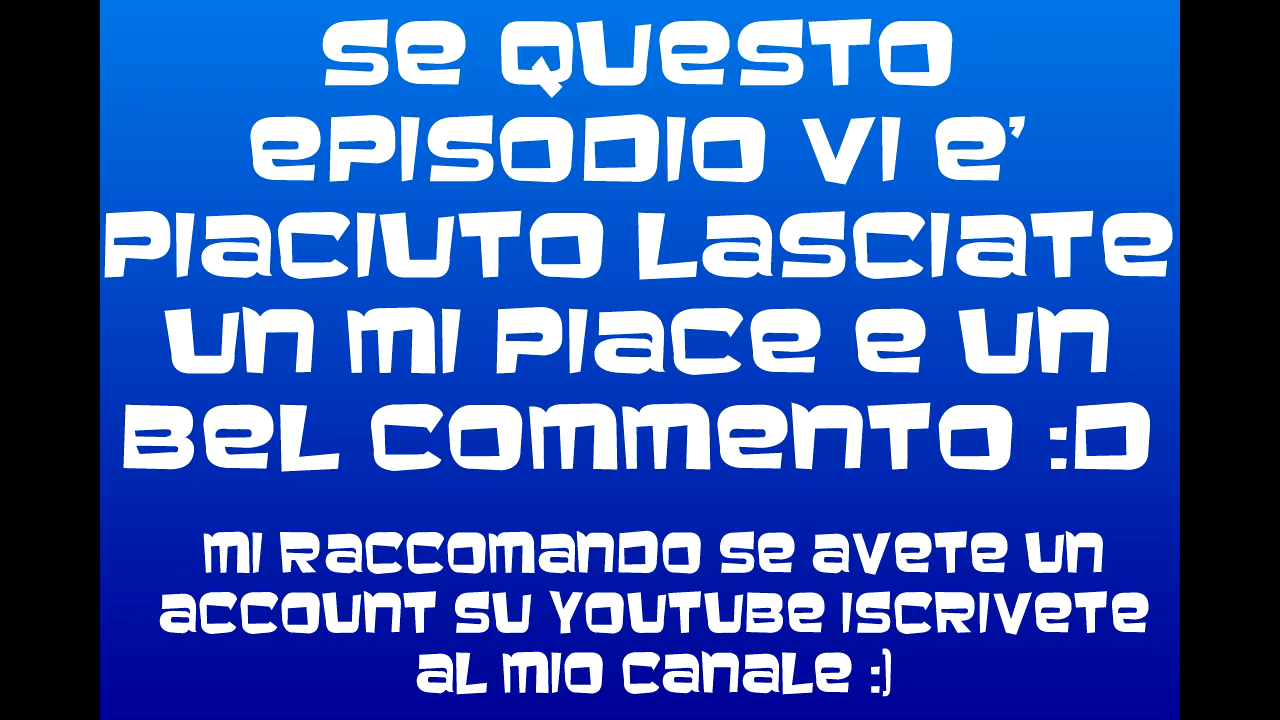 SE QUESTO
EPISODIO VI E'
PIACIUTO LASCIATE
UN MI PIACE E UN
BEL COMMENTO :D
MI RACCOMANDO SE AVETE UN
ACCOUNT SU YOUTUBE ISCRIVETE
AL MIO CANALE :)